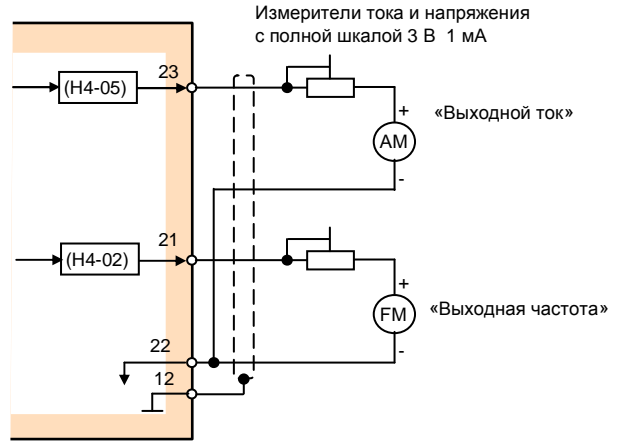 Измерители тока и напряжения
с полной шкалой 3 В 1 мА
23
(H4-05)
+
«Выходной ток»
AM
-
21
(H4-02)
+
FM
«Выходная частота»
-
22
12